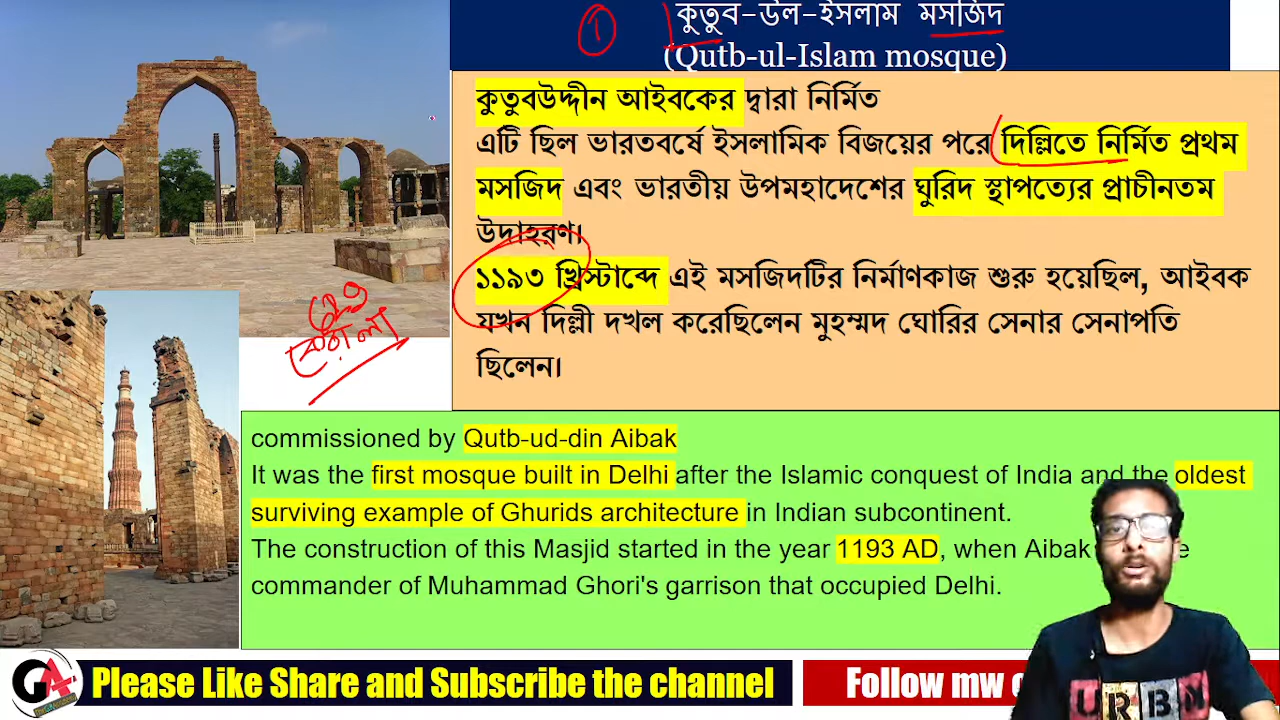 1
কুতুব-উল-ইসলাম মসজিদ
(Qutb-ul-Islam mosque)
কুতুবউদ্দীন আইবকের দ্বারা নির্মিত
এটি ছিল ভারতবর্ষে ইসলামিক বিজয়ের পরে দিল্লিতে নির্মিত প্রথম
মসজিদ এবং ভারতীয় উপমহাদেশের ঘুরিদ স্থাপত্যের প্রাচীনতম
উদাহরণ।
১১৯৩ খ্রিস্টাব্দে এই মসজিদটির নির্মাণকাজ শুরু হয়েছিল, আইবক
যখন দিল্লী দখল করেছিলেন মুহম্মদ ঘোরির সেনার সেনাপতি
ছিলেন।
commissioned by Qutb-ud-din Aibak
It was the first mosque built in Delhi after the Islamic conquest of India and the oldest
surviving example of Ghurids architecture in Indian subcontinent.
The construction of this Masjid started in the year 1193 AD, when Aibak
commander of Muhammad Ghori's garrison that occupied Delhi.
GA
Please Like Share and Subscribe the channel
Follow mw
URBN